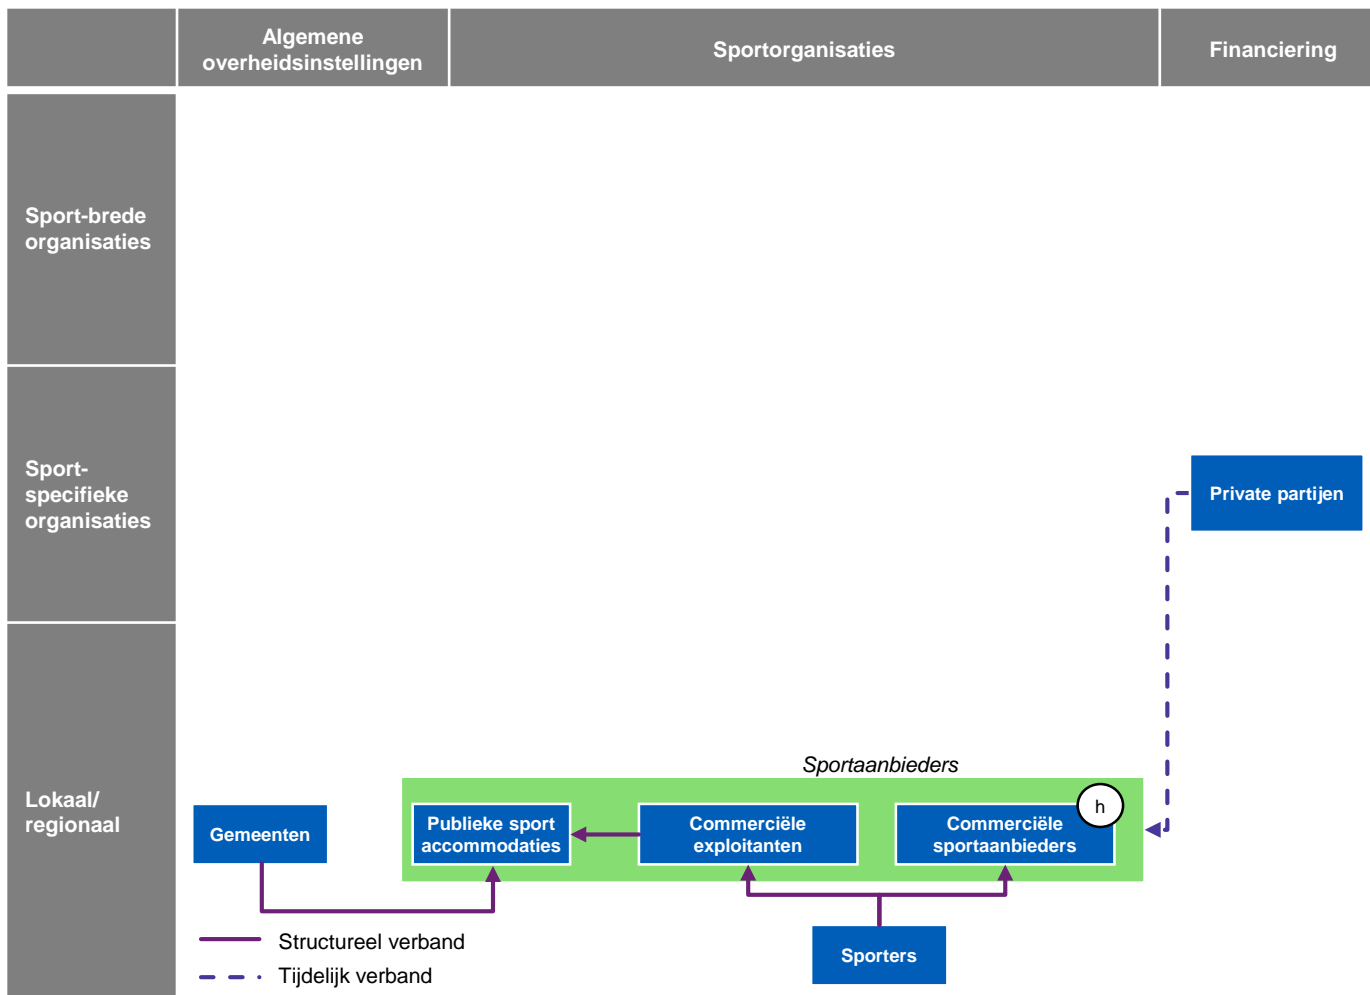 Algemene
overheidsinstellingen
Sportorganisaties
Financiering
Sport-brede
organisaties
Sport-
specifieke
organisaties
Private partijen
Lokaal/
regionaal
Sportaanbieders
h
Gemeenten
Publieke sport
accommodaties
Commerciële
exploitanten
Commerciële
sportaanbieders
Sporters
Structureel verband
Tijdelijk verband